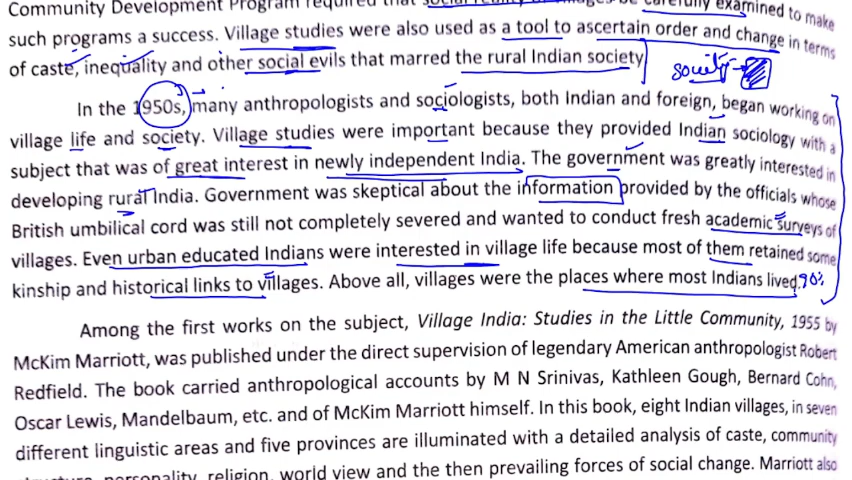 Community Development Program required that social reality of villages be carefully examined to make
such programs a success. Village studies were also used as a tool to ascertain order and change in terms
of caste, inequality and other social evils that marred the rural Indian society
society →
In the 1950s, many anthropologists and sociologists, both Indian and foreign, began working on
village life and society. Village studies were important because they provided Indian sociology with a
subject that was of great interest in newly independent India. The government was greatly interested in
developing rural India. Government was skeptical about the information provided by the officials whose
British umbilical cord was still not completely severed and wanted to conduct fresh academic surveys of
villages. Even urban educated Indians were interested in village life because most of them retained some
kinship and historical links to villages. Above all, villages were the places where most Indians lived.
Among the first works on the subject, Village India: Studies in the Little Community, 1955 by
McKim Marriott, was published under the direct supervision of legendary American anthropologist Robert
Redfield. The book carried anthropological accounts by M N Srinivas, Kathleen Gough, Bernard Cohn,
Oscar Lewis, Mandelbaum, etc. and of McKim Marriott himself. In this book, eight Indian villages, in seven
different linguistic areas and five provinces are illuminated with a detailed analysis of caste, community
structure, personality, religion, world view and the then prevailing forces of social change. Marriott also